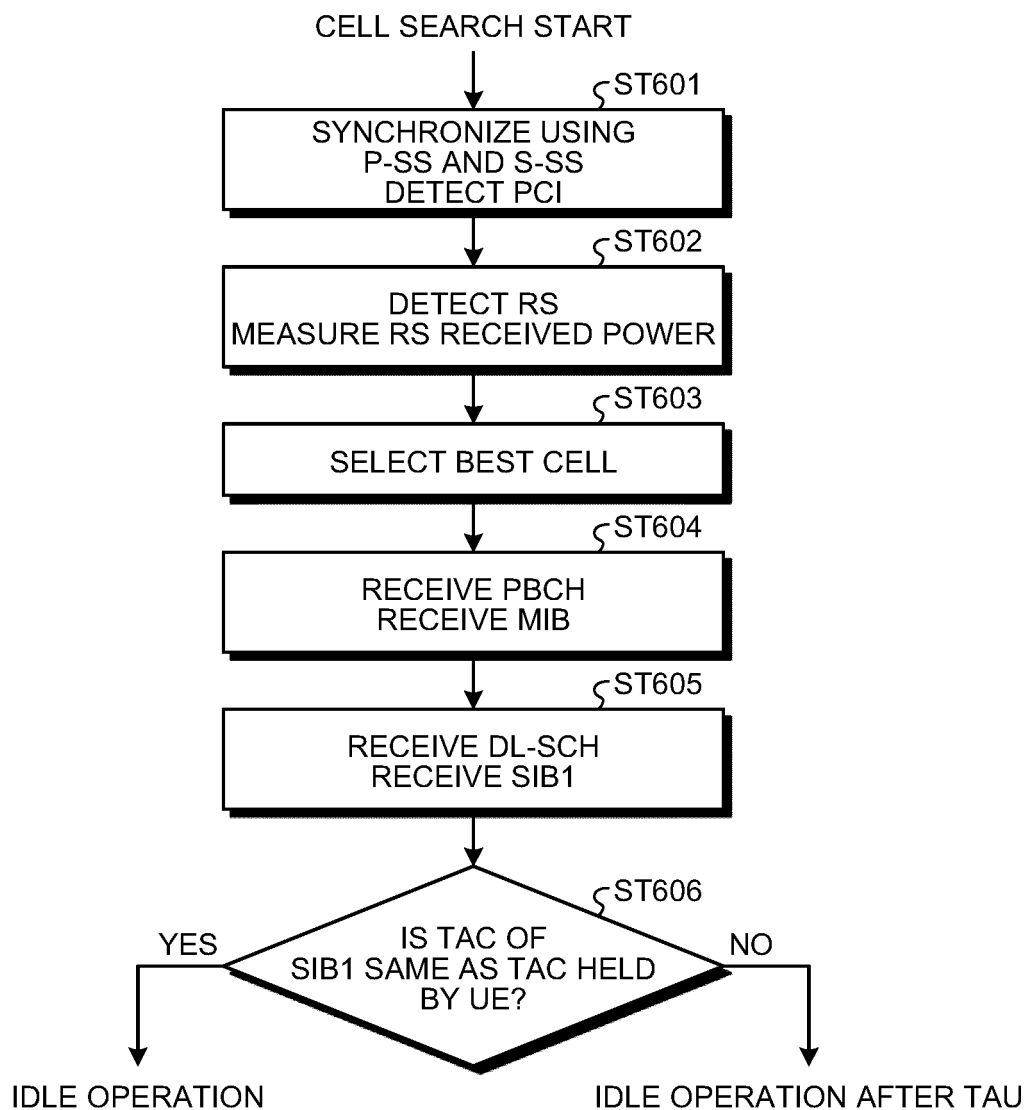 CELL SEARCH START
ST601
SYNCHRONIZE USING
P-SS AND S-SS
DETECT PCI
ST602
DETECT RS
MEASURE RS RECEIVED POWER
ST603
SELECT BEST CELL
ST604
RECEIVE PBCH
RECEIVE MIB
ST605
RECEIVE DL-SCH
RECEIVE SIB1
ST606
IS TAC OF
SIB1 SAME AS TAC HELD
BY UE?
YES
NO
IDLE OPERATION
IDLE OPERATION AFTER TAU